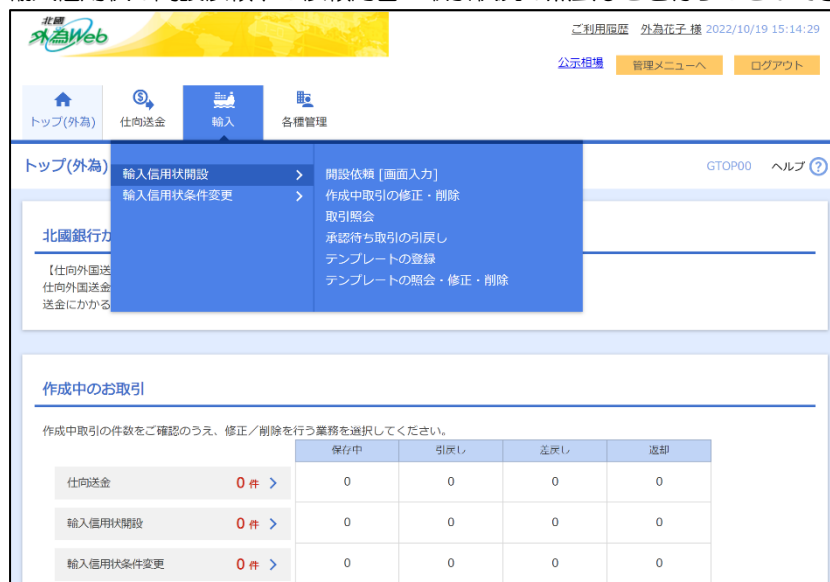 北國
外為Web
ご利用履歴 外為花子 様 2022/10/19 15:14:29
公示相場 管理メニューへ ログアウト
トップ(外為) 仕向送金 輸入 各種管理
トップ(外為)
GTOP00 ヘルプ ?
輸入信用状開設
輸入信用状条件変更
開設依頼 [画面入力]
作成中取引の修正・削除
取引照会
承認待ち取引の引戻し
テンプレートの登録
テンプレートの照会・修正・削除
北國銀行か
【仕向外国送
仕向外国送金
送金にかかる
作成中のお取引
作成中取引の件数をご確認のうえ、修正/削除を行う業務を選択してください。
保存中 引戻し 差戻し 返却
仕向送金 0件 0 0 0 0
輸入信用状開設 0件 0 0 0 0
輸入信用状条件変更 0件 0 0 0 0